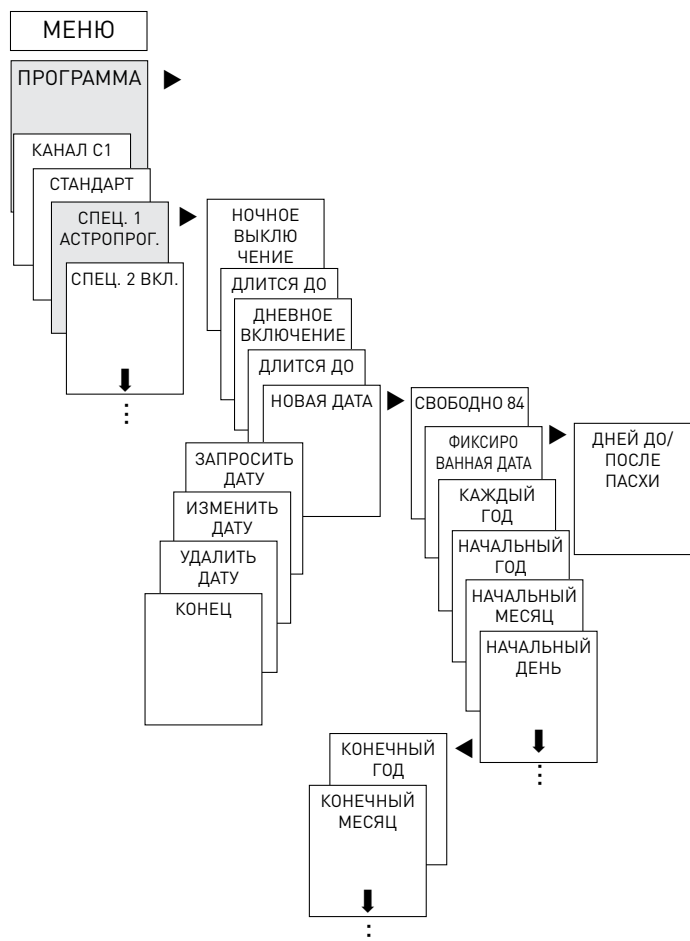 МЕНЮ
ПРОГРАММА
КАНАЛ C1
СТАНДАРТ
СПЕЦ. 1
АСТРОПРОГ.
СПЕЦ. 2 ВКЛ.
НОЧНОЕ
ВЫКЛЮ
ЧЕНИЕ
ДЛИТСЯ ДО
ДНЕВНОЕ
ВКЛЮЧЕНИЕ
ДЛИТСЯ ДО
НОВАЯ ДАТА
ЗАПРОСИТЬ
ДАТУ
ИЗМЕНИТЬ
ДАТУ
УДАЛИТЬ
ДАТУ
КОНЕЦ
СВОБОДНО 84
ФИКСИРО
ВАННАЯ ДАТА
КАЖДЫЙ
ГОД
НАЧАЛЬНЫЙ
ГОД
НАЧАЛЬНЫЙ
МЕСЯЦ
НАЧАЛЬНЫЙ
ДЕНЬ
ДНЕЙ ДО/
ПОСЛЕ
ПАСХИ
КОНЕЧНЫЙ
ГОД
КОНЕЧНЫЙ
МЕСЯЦ